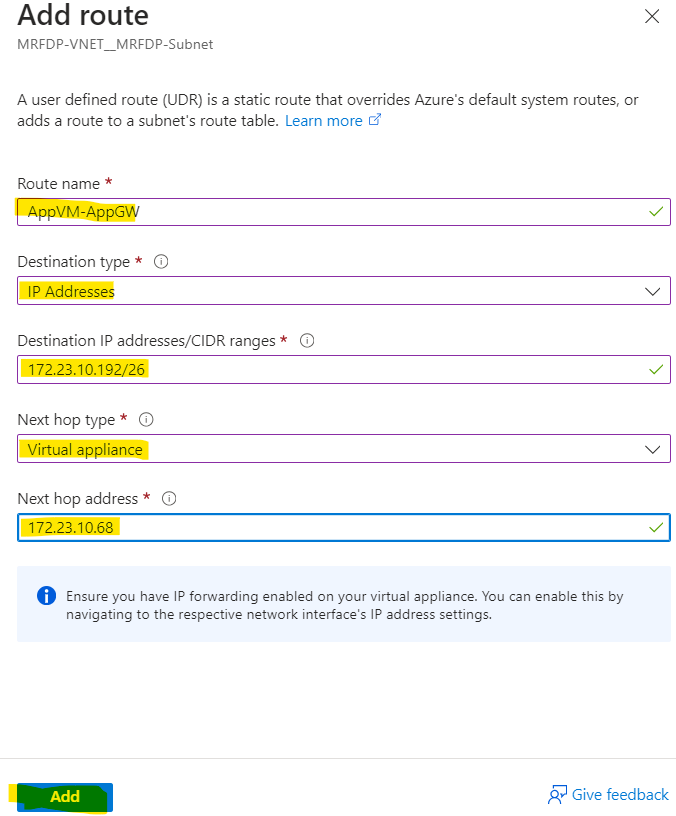 Add route
MRFDP-VNET__MRFDP-Subnet
A user defined route (UDR) is a static route that overrides Azure's default system routes, or
adds a route to a subnet's route table. Learn more
Route name *
AppVM-AppGW
Destination type *
IP Addresses
Destination IP addresses/CIDR ranges *
172.23.10.192/26
Next hop type *
Virtual appliance
Next hop address *
172.23.10.68
Ensure you have IP forwarding enabled on your virtual appliance. You can enable this by
navigating to the respective network interface's IP address settings.
Add
Give feedback